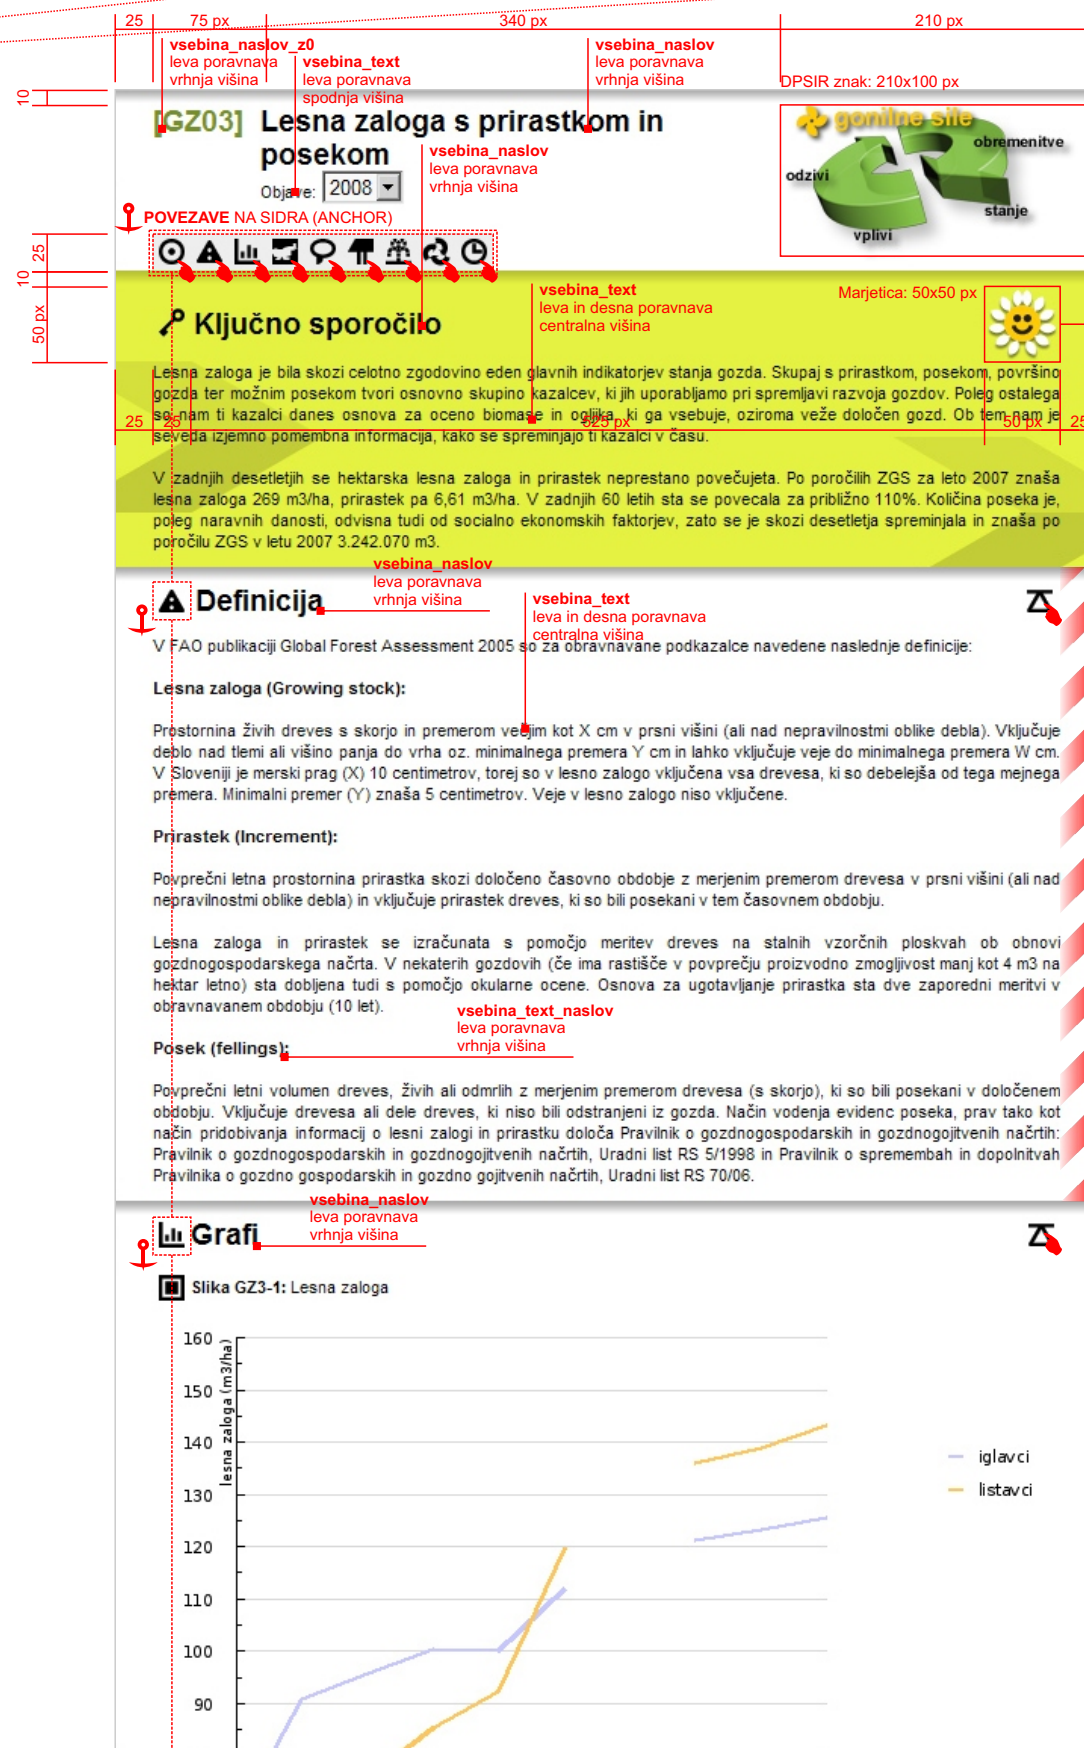 25 75 px 340 px 210 px
vsebina_naslov_z0
leva poravnava
vrhnja višina
vsebina_text
leva poravnava
spodnja višina
vsebina_naslov
leva poravnava
vrhnja višina
DPSIR znak: 210x100 px
10
[GZ03] Lesna zaloga s prirastkom in
posekom
vsebina_naslov
leva poravnava
vrhnja višina
Objave: 2008
gonilne sile
obremenitve
odzivi
stanje
vplivi
POVEZAVE NA SIDRA (ANCHOR)
25
10
50 px
vsebina_text
leva in desna poravnava
centralna višina
Marjetica: 50x50 px
Ključno sporočilo
Lesna zaloga je bila skozi celotno zgodovino eden glavnih indikatorjev stanja gozda. Skupaj s prirastkom, posekom, površino
gozda ter možnim posekom tvori osnovno skupino kazalcev, ki jih uporabljamo pri spremljavi razvoja gozdov. Poleg ostalega
so nam ti kazalci danes osnova za oceno biomase in ogljika, ki ga vsebuje, oziroma veže določen gozd. Ob tem nam je
25 25 525 px 50 px 25
seveda izjemno pomembna informacija, kako se spreminjajo ti kazalci v času.
V zadnjih desetletjih se hektarska lesna zaloga in prirastek neprestano povečujeta. Po poročilih ZGS za leto 2007 znaša
lesna zaloga 269 m3/ha, prirastek pa 6,61 m3/ha. V zadnjih 60 letih sta se povecala za približno 110%. Količina poseka je,
poleg naravnih danosti, odvisna tudi od socialno ekonomskih faktorjev, zato se je skozi desetletja spreminjala in znaša po
poročilu ZGS v letu 2007 3.242.070 m3.
vsebina_naslov
leva poravnava
vrhnja višina
Definicija
vsebina_text
leva in desna poravnava
centralna višina
V FAO publikaciji Global Forest Assessment 2005 so za obravnavane podkazalce navedene naslednje definicije:
Lesna zaloga (Growing stock):
Prostornina živih dreves s skorjo in premerom večjim kot X cm v prsni višini (ali nad nepravilnostmi oblike debla). Vključuje
deblo nad tlemi ali višino panja do vrha oz. minimalnega premera Y cm in lahko vključuje veje do minimalnega premera W cm.
V Sloveniji je merski prag (X) 10 centimetrov, torej so v lesno zalogo vključena vsa drevesa, ki so debelejša od tega mejnega
premera. Minimalni premer (Y) znaša 5 centimetrov. Veje v lesno zalogo niso vključene.
Prirastek (Increment):
Povprečni letna prostornina prirastka skozi določeno časovno obdobje z merjenim premerom drevesa v prsni višini (ali nad
nepravilnostmi oblike debla) in vključuje prirastek dreves, ki so bili posekani v tem časovnem obdobju.
Lesna zaloga in prirastek se izračunata s pomočjo meritev dreves na stalnih vzorčnih ploskvah ob obnovi
gozdnogospodarskega načrta. V nekaterih gozdovih (če ima rastišče v povprečju proizvodno zmogljivost manj kot 4 m3 na
hektar letno) sta dobljena tudi s pomočjo okularne ocene. Osnova za ugotavljanje prirastka sta dve zaporedni meritvi v
obravnavanem obdobju (10 let).
vsebina_text_naslov
leva poravnava
vrhnja višina
Posek (fellings):
Povprečni letni volumen dreves, živih ali odmrlih z merjenim premerom drevesa (s skorjo), ki so bili posekani v določenem
obdobju. Vključuje drevesa ali dele dreves, ki niso bili odstranjeni iz gozda. Način vodenja evidenc poseka, prav tako kot
način pridobivanja informacij o lesni zalogi in prirastku določa Pravilnik o gozdnogospodarskih in gozdnogojitvenih načrtih:
Pravilnik o gozdnogospodarskih in gozdnogojitvenih načrtih, Uradni list RS 5/1998 in Pravilnik o spremembah in dopolnitvah
Pravilnika o gozdno gospodarskih in gozdno gojitvenih načrtih, Uradni list RS 70/06.
vsebina_naslov
leva poravnava
vrhnja višina
Grafi
Slika GZ3-1: Lesna zaloga
lesna zaloga (m3/ha)
160
150
140
130
120
110
100
90
iglavci
listavci